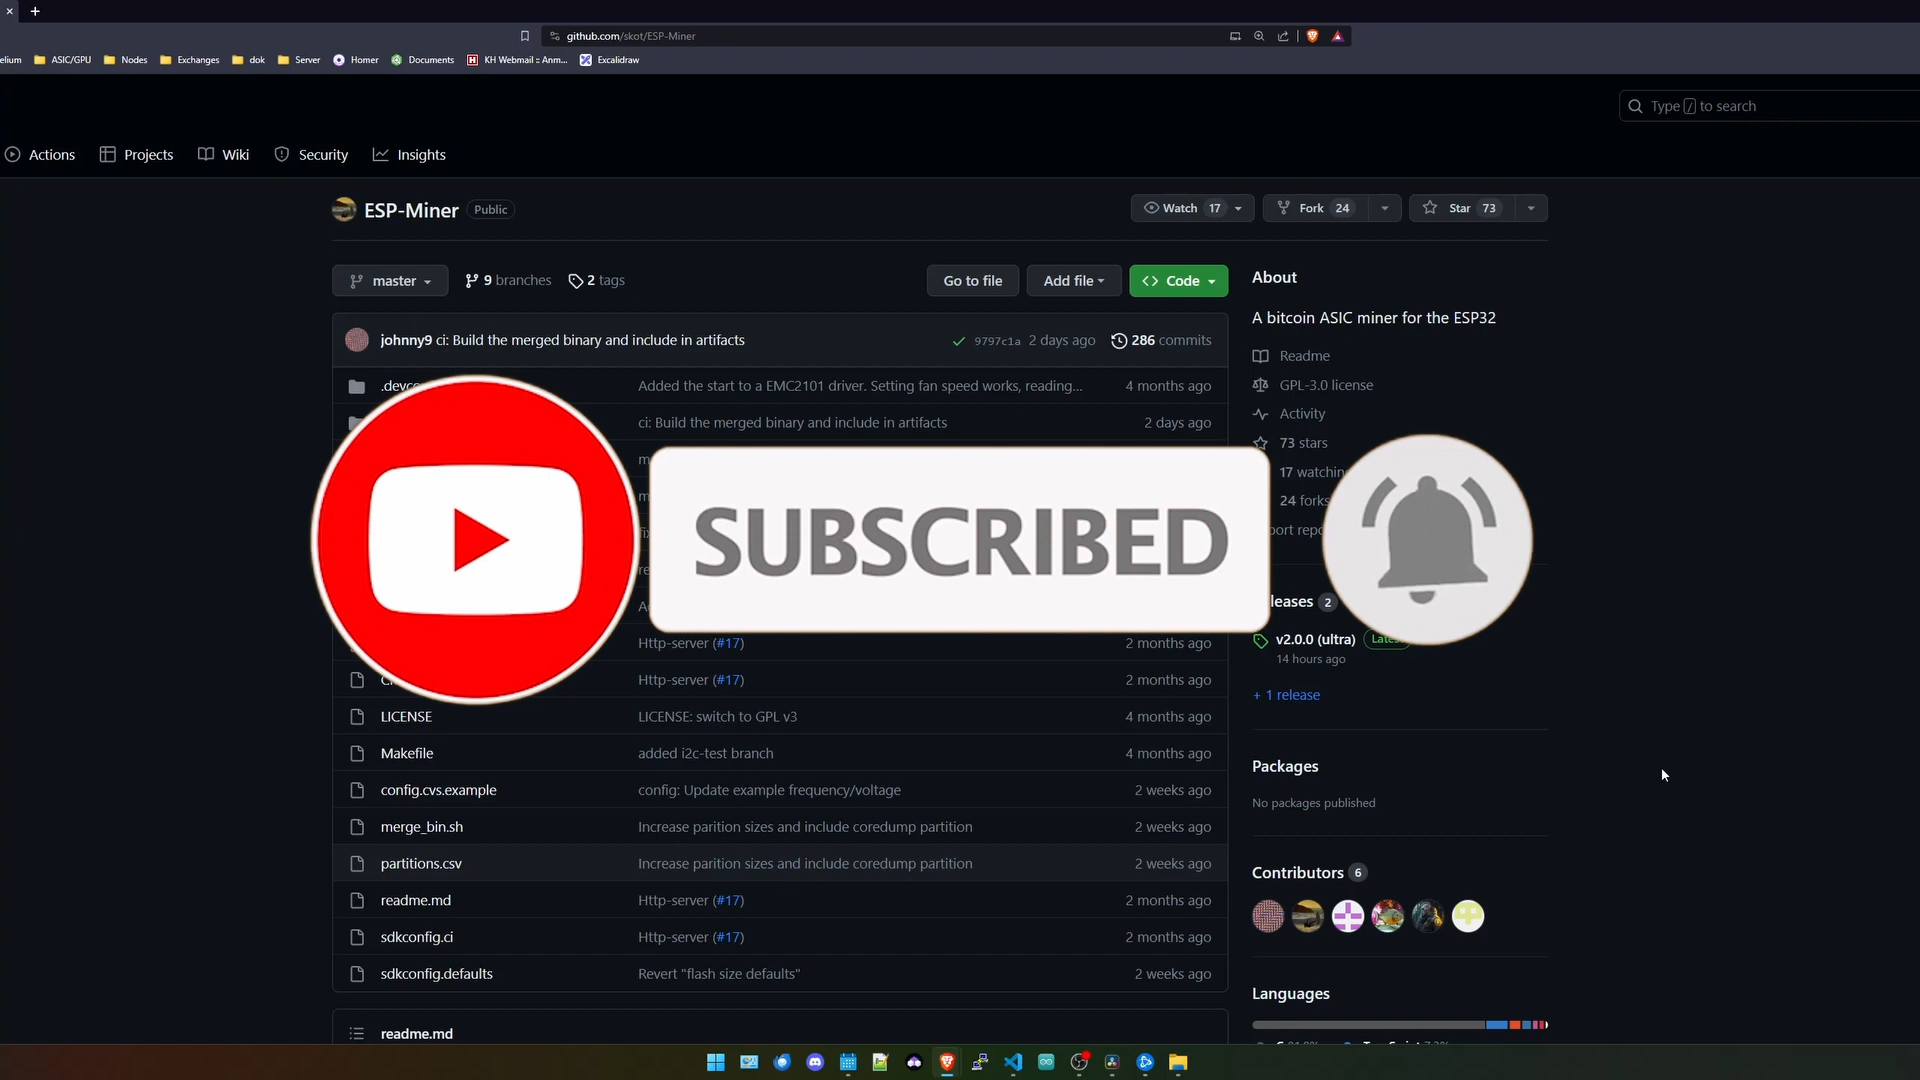 github.com/skot/ESP-Miner
elium
ASIC/GPU
Nodes
Exchanges
dok
Server
Homer
Documents
KH Webmail :: Anm...
Excalidraw
Type / to search
Actions
Projects
Wiki
Security
Insights
ESP-Miner
Public
Watch 17
Fork 24
Star 73
master
9 branches
2 tags
Go to file
Add file
Code
About
A bitcoin ASIC miner for the ESP32
johnny9 ci: Build the merged binary and include in artifacts
9797c1a 2 days ago
286 commits
Readme
GPL-3.0 license
Activity
73 stars
17 watching
24 forks
port repo
.devco
Added the start to a EMC2101 driver. Setting fan speed works, reading...
4 months ago
ci: Build the merged binary and include in artifacts
2 days ago
SUBSCRIBED
leases 2
v2.0.0 (ultra)
Latest
14 hours ago
+ 1 release
Http-server (#17)
2 months ago
Http-server (#17)
2 months ago
LICENSE
LICENSE: switch to GPL v3
4 months ago
Makefile
added i2c-test branch
4 months ago
config.cvs.example
config: Update example frequency/voltage
2 weeks ago
merge_bin.sh
Increase parition sizes and include coredump partition
2 weeks ago
partitions.csv
Increase parition sizes and include coredump partition
2 weeks ago
readme.md
Http-server (#17)
2 months ago
sdkconfig.ci
Http-server (#17)
2 months ago
sdkconfig.defaults
Revert "flash size defaults"
2 weeks ago
readme.md
Packages
No packages published
Contributors 6
Languages